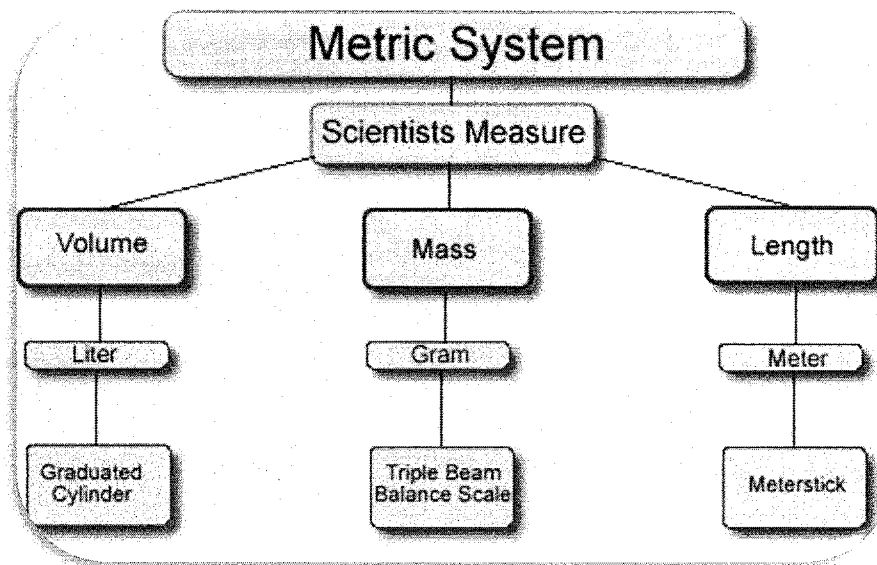 Metric System
Scientists Measure
Volume
Mass
Length
Liter
Gram
Meter
Graduated
Cylinder
Triple Beam
Balance Scale
Meterstick